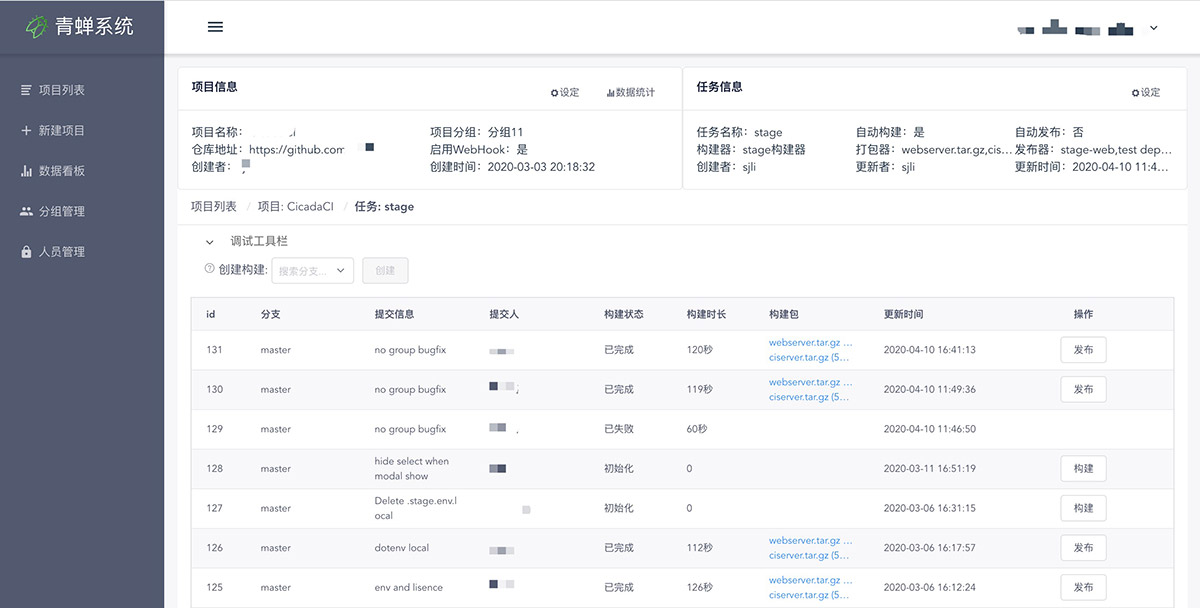 青蝉系统
项目列表
新建项目
数据看板
分组管理
人员管理
项目信息
设定
数据统计
项目名称：
仓库地址：https://github.com
创建者：
项目分组：分组11
启用WebHook：是
创建时间：2020-03-03 20:18:32
任务信息
设定
任务名称：stage
构建器：stage构建器
创建者：sjli
自动构建：是
打包器：webserver.tar.gz,cis...
更新者：sjli
自动发布：否
发布器：stage-web,test dep...
更新时间：2020-04-10 11:4...
项目列表 / 项目: CicadaCI / 任务: stage
调试工具栏
创建构建: 搜索分支... 创建
id 分支 提交信息 提交人 构建状态 构建时长 构建包 更新时间 操作
131 master no group bugfix 已完成 120秒 webserver.tar.gz ... 2020-04-10 16:41:13 发布
ciserver.tar.gz (5...
130 master no group bugfix 已完成 119秒 webserver.tar.gz ... 2020-04-10 11:49:36 发布
ciserver.tar.gz (5...
129 master no group bugfix 已失败 60秒 2020-04-10 11:46:50
128 master hide select when 初始化 0 2020-03-11 16:51:19 构建
modal show
127 master Delete .stage.env.l 初始化 0 2020-03-06 16:31:15 构建
ocal
126 master dotenv local 已完成 112秒 webserver.tar.gz ... 2020-03-06 16:17:57 发布
ciserver.tar.gz (5...
125 master env and lisence 已完成 126秒 webserver.tar.gz ... 2020-03-06 16:12:24 发布
ciserver.tar.gz (5...